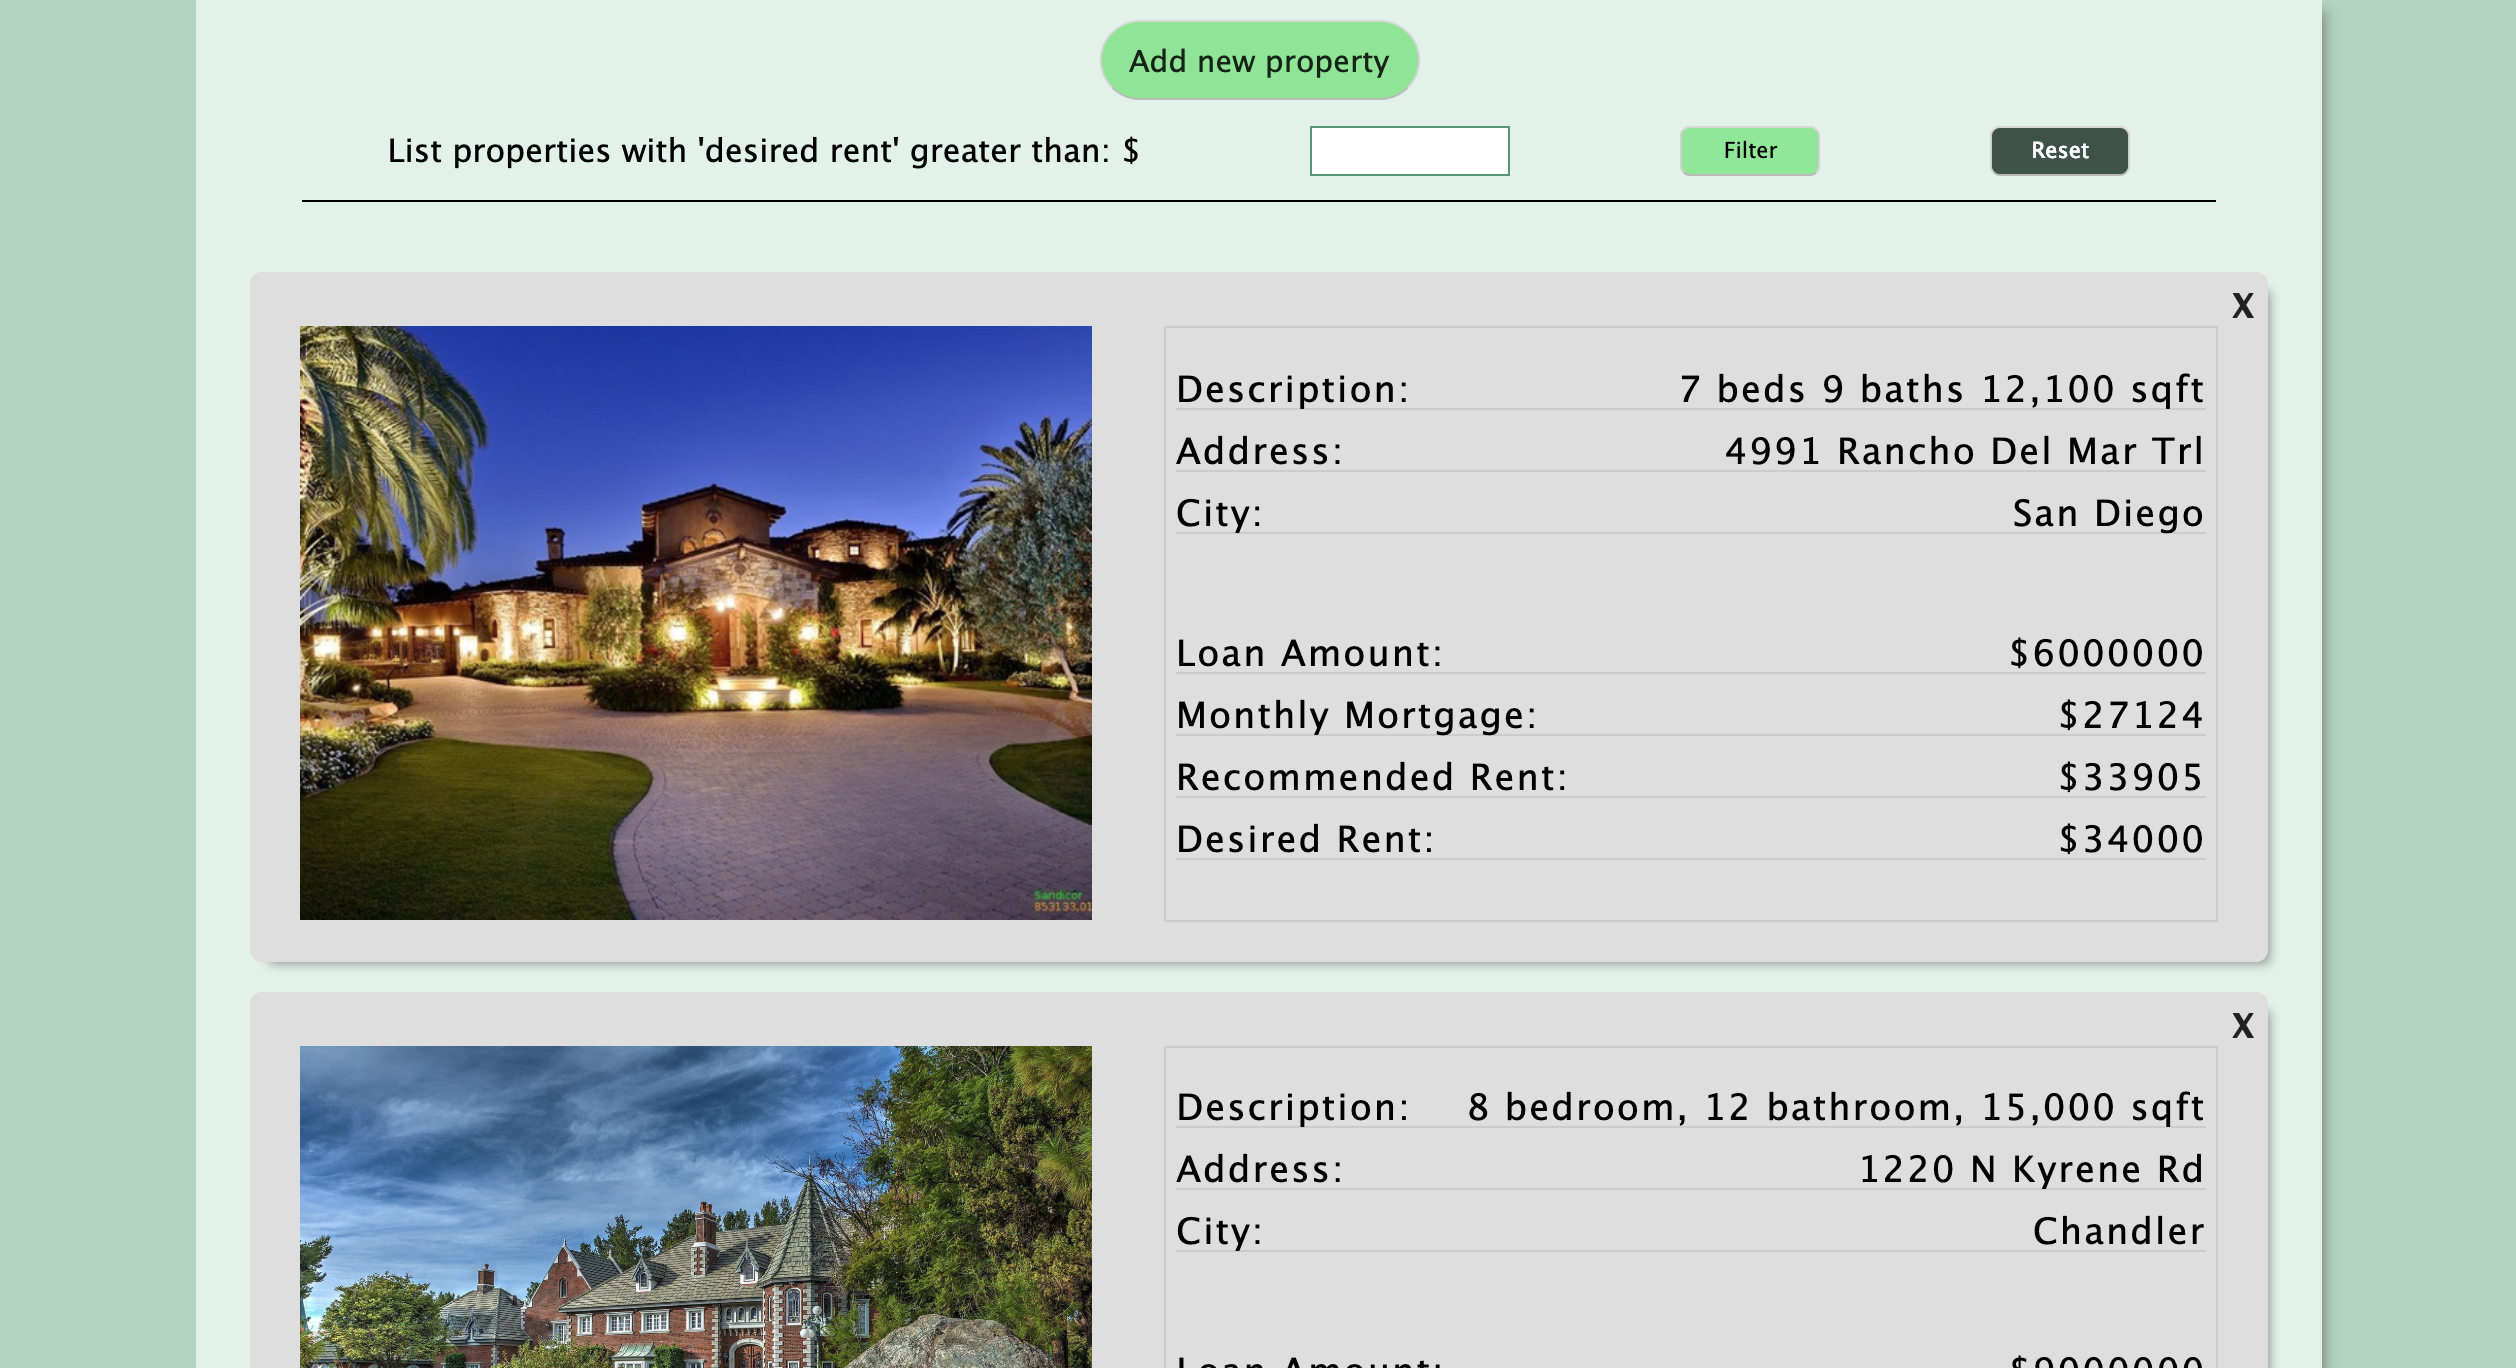 Add new property
List properties with 'desired rent' greater than: $
Filter
Reset
X
Description: 7 beds 9 baths 12,100 sqft
Address: 4991 Rancho Del Mar Trl
City: San Diego
Loan Amount: $6000000
Monthly Mortgage: $27124
Recommended Rent: $33905
Desired Rent: $34000
Sandicor
853133.01
X
Description: 8 bedroom, 12 bathroom, 15,000 sqft
Address: 1220 N Kyrene Rd
City: Chandler
Loan Amount: $9000000